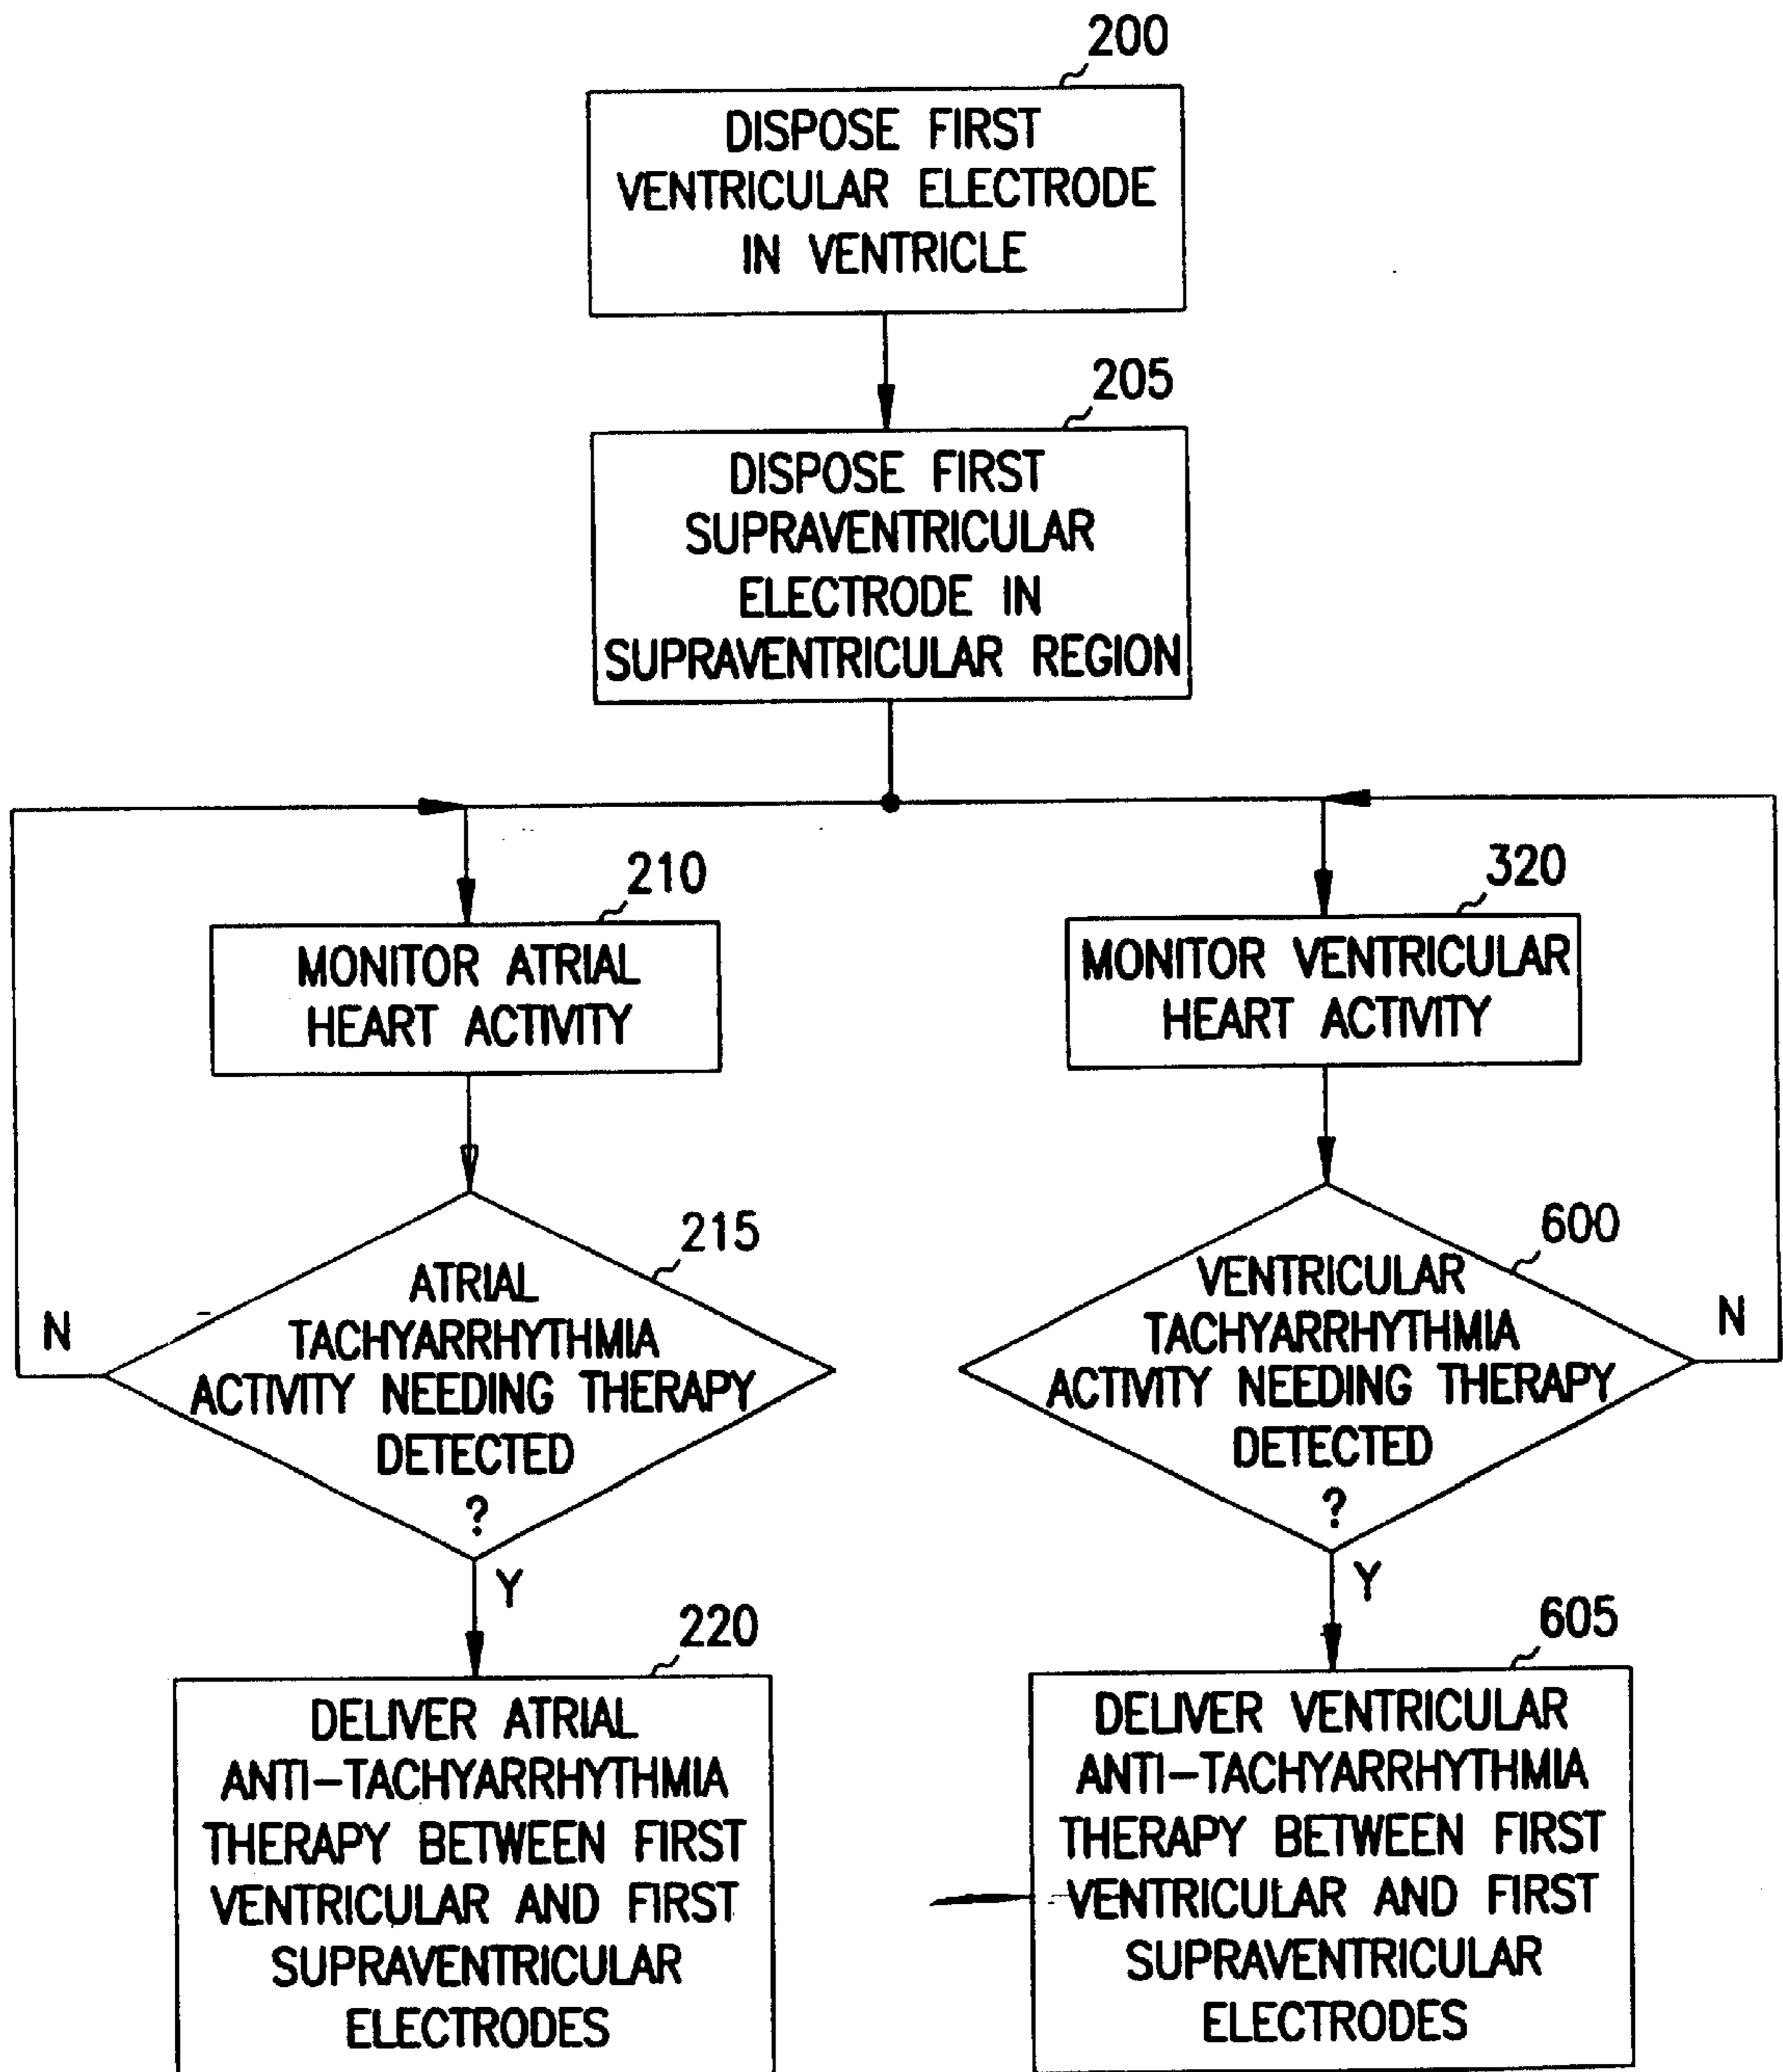 200
DISPOSE FIRST
VENTRICULAR ELECTRODE
IN VENTRICLE
205
DISPOSE FIRST
SUPRAVENTRICULAR
ELECTRODE IN
SUPRAVENTRICULAR REGION
210
MONITOR ATRIAL
HEART ACTIVITY
320
MONITOR VENTRICULAR
HEART ACTIVITY
215
ATRIAL
TACHYARRHYTHMIA
ACTIVITY NEEDING THERAPY
DETECTED
?
N
Y
600
VENTRICULAR
TACHYARRHYTHMIA
ACTIVITY NEEDING THERAPY
DETECTED
?
N
Y
220
DELIVER ATRIAL
ANTI-TACHYARRHYTHMIA
THERAPY BETWEEN FIRST
VENTRICULAR AND FIRST
SUPRAVENTRICULAR
ELECTRODES
605
DELIVER VENTRICULAR
ANTI-TACHYARRHYTHMIA
THERAPY BETWEEN FIRST
VENTRICULAR AND FIRST
SUPRAVENTRICULAR
ELECTRODES